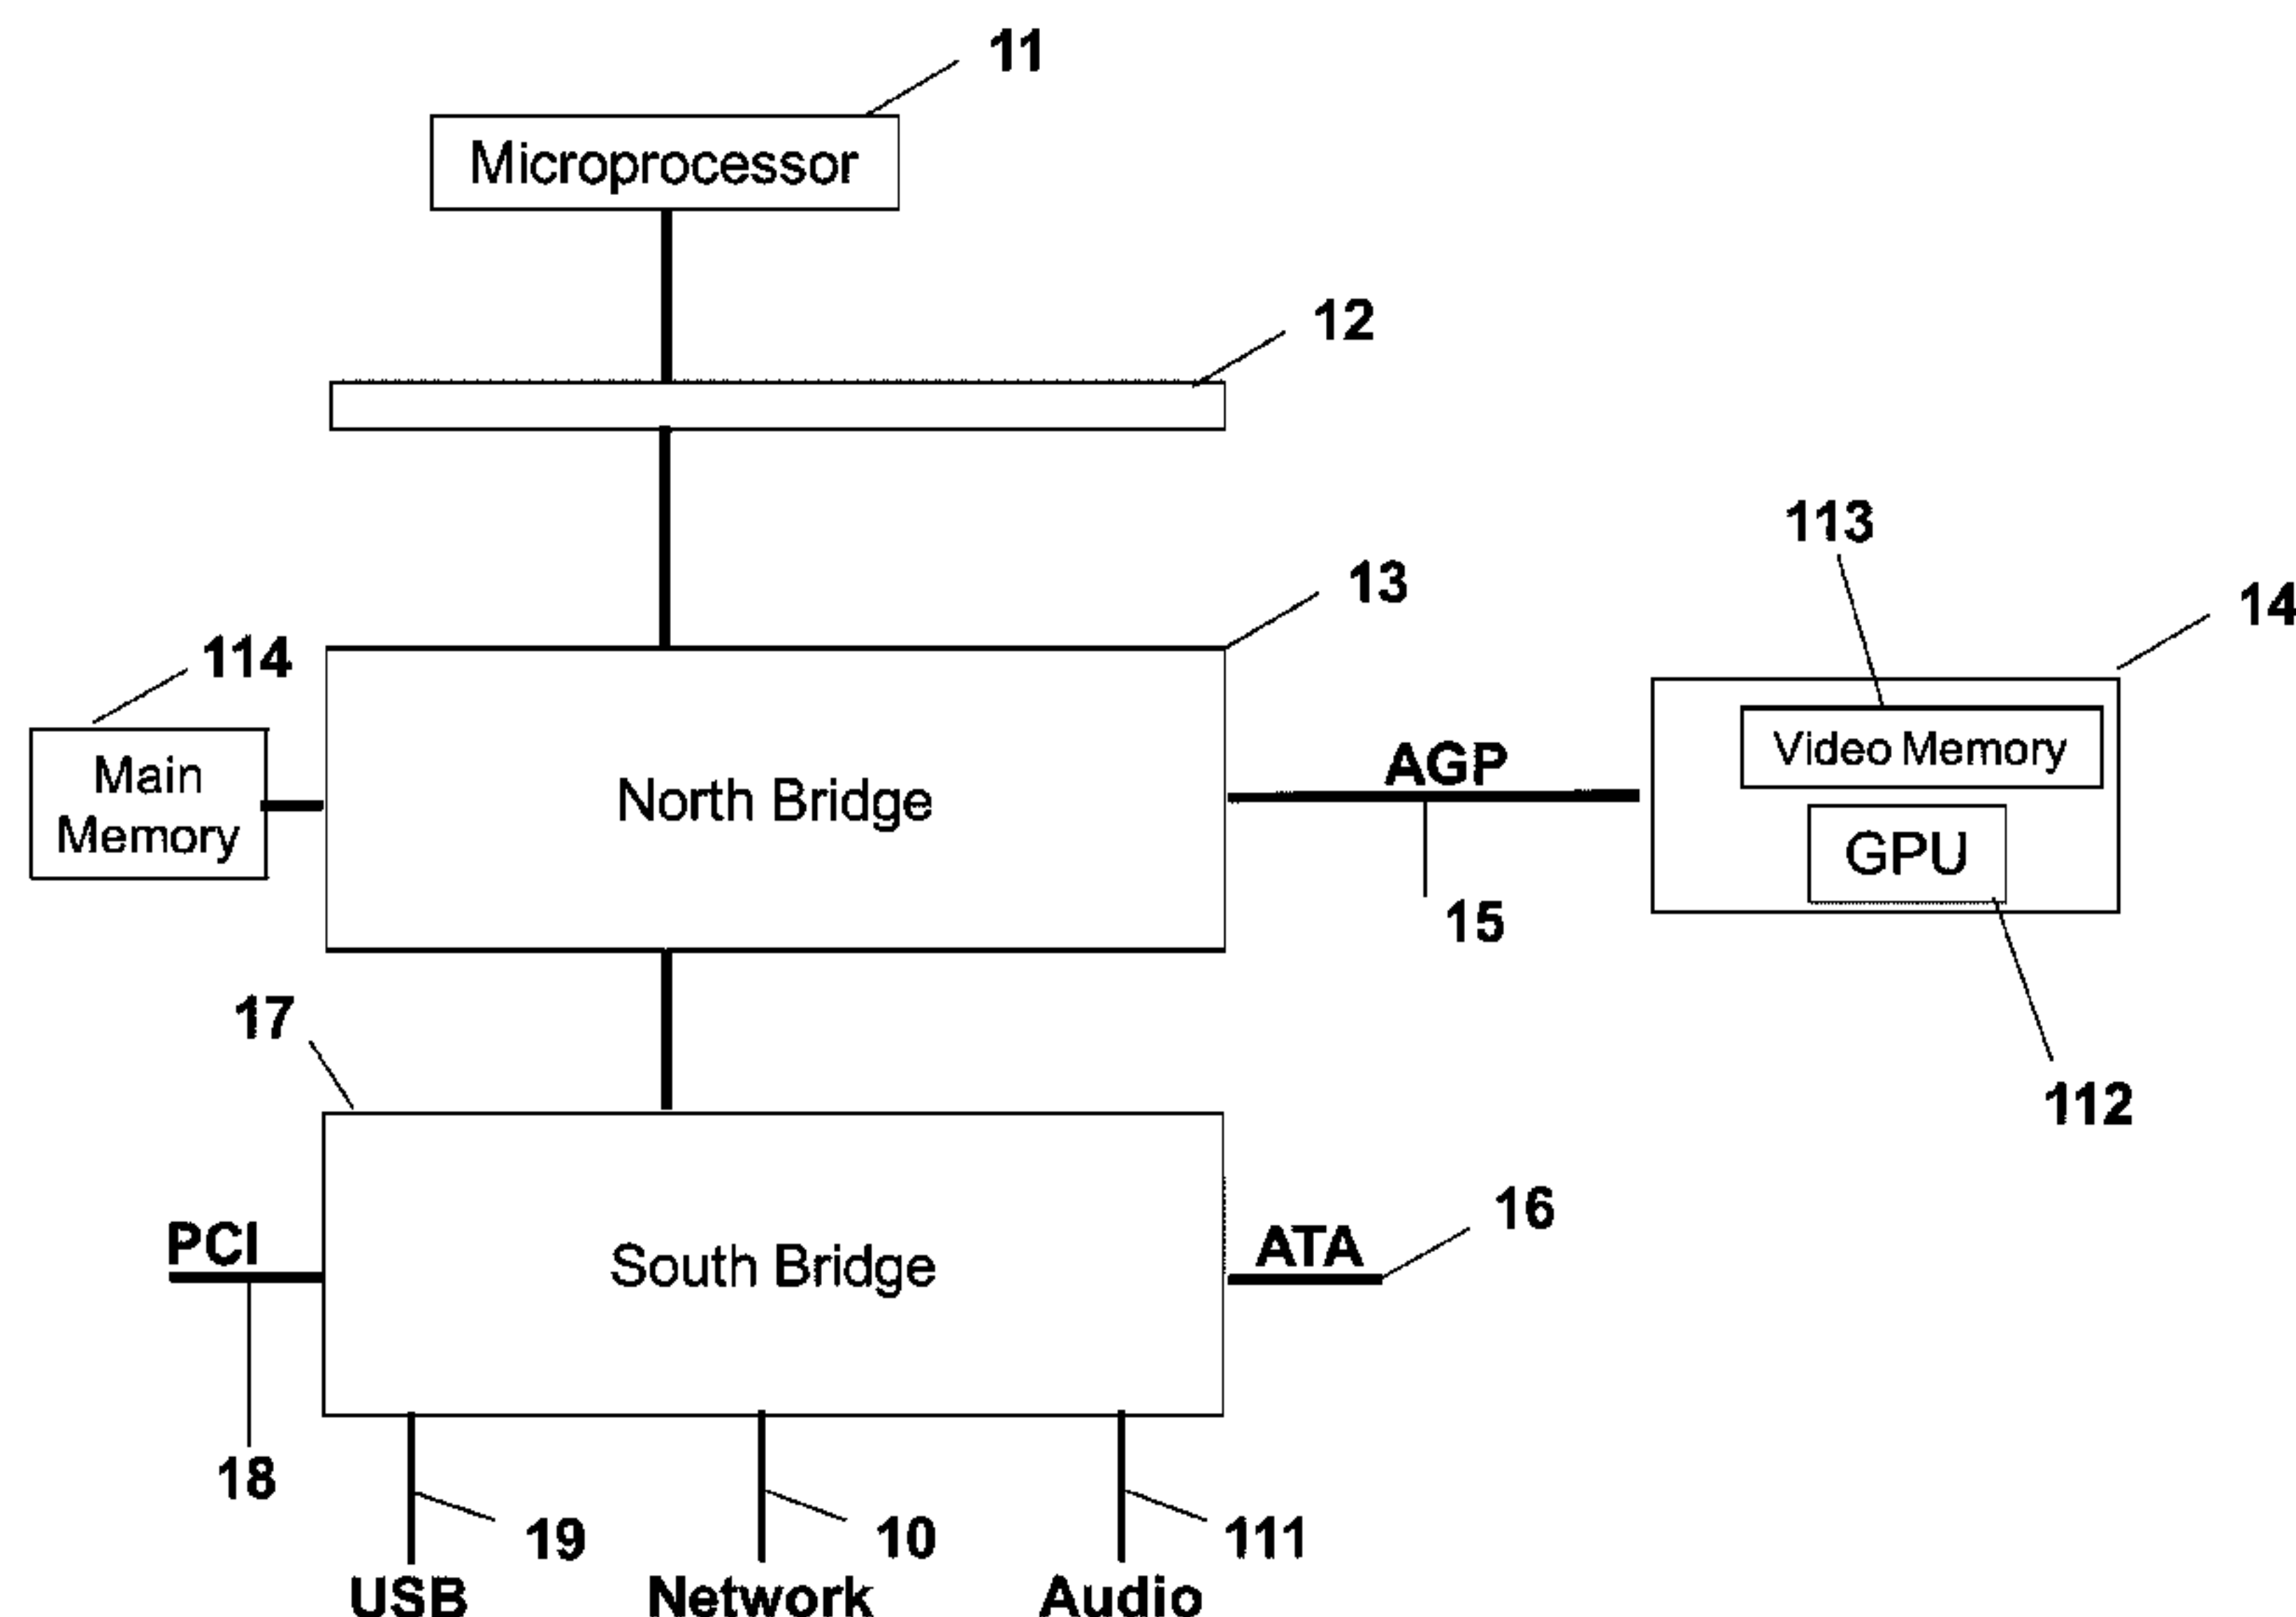 11
Microprocessor
12
113
13
14
114
Main
Memory
North Bridge
AGP
Video Memory
GPU
15
17
112
PCI
South Bridge
ATA
16
18
19
10
111
USB
Network
Audio